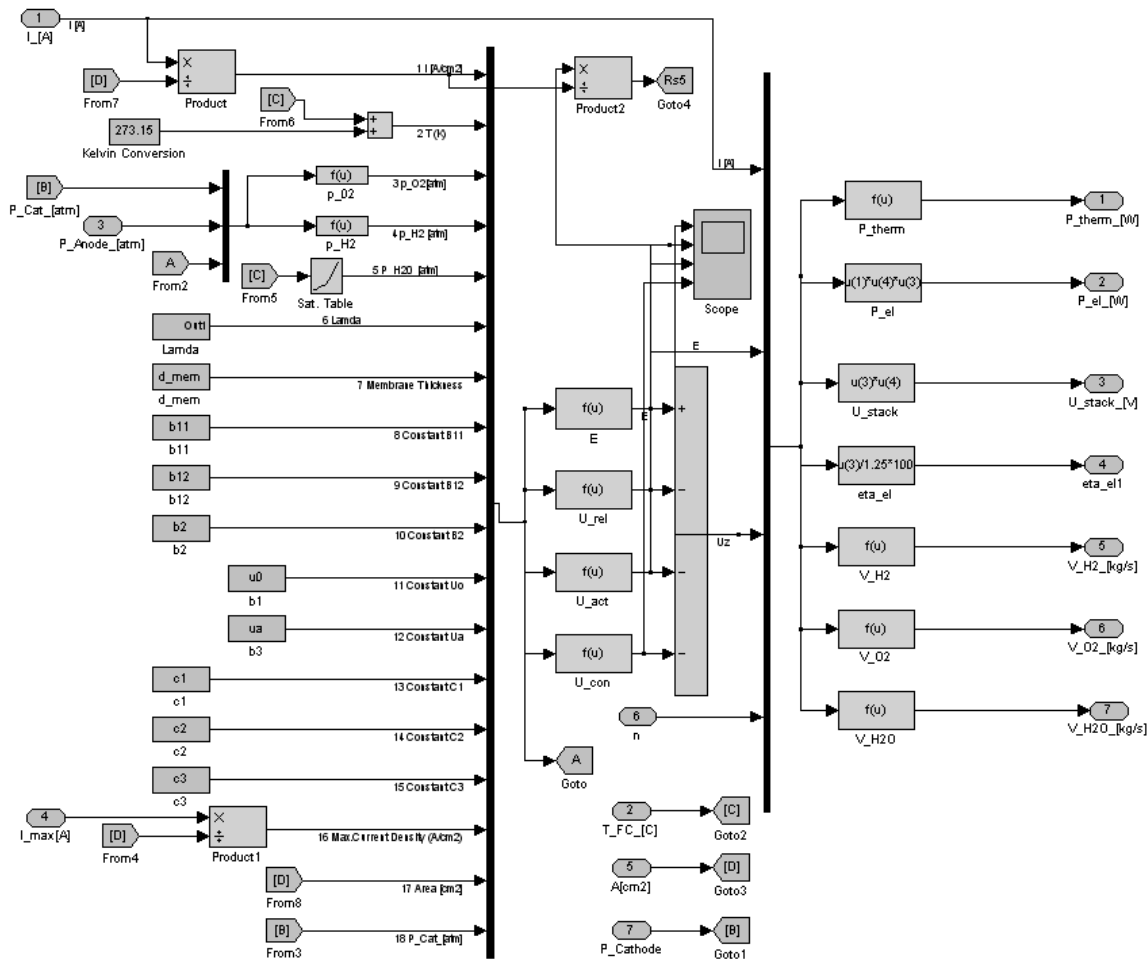 1
I_[A]
I [A]
×
÷
Product
[D]
From7
1 I [A/cm2]
[C]
From6
+
+
2 T(K)
273.15
Kelvin Conversion
[B]
P_Cat_[atm]
3
P_Anode_[atm]
A
From2
f(u)
p_O2
3 p_O2[atm]
f(u)
p_H2
4 p_H2 [atm]
[C]
From5
Sat. Table
5 P_H2O_[atm]
Out1
Lamda
6 Lamda
d_mem
d_mem
7 Membrane Thickness
b11
b11
8 Constant B11
b12
b12
9 Constant B12
b2
b2
10 Constant B2
u0
b1
11 Constant Uo
ua
b3
12 Constant Ua
c1
c1
13 Constant C1
c2
c2
14 Constant C2
c3
c3
15 Constant C3
4
I_max[A]
[D]
From4
×
÷
Product1
16 Max.Current Density (A/cm2)
[D]
From8
17 Area [cm2]
[B]
From3
18 P_Cat_[atm]
×
÷
Product2
Rs5
Goto4
I [A]
Scope
E
f(u)
E
E
+
f(u)
U_rel
−
f(u)
U_act
−
f(u)
U_con
−
Uz
6
n
A
Goto
2
T_FC_[C]
[C]
Goto2
5
A[cm2]
[D]
Goto3
7
P_Cathode
[B]
Goto1
f(u)
P_therm
1
P_therm_[W]
u(1)*u(4)*u(3)
P_el
2
P_el_[W]
u(3)*u(4)
U_stack
3
U_stack_[V]
u(3)/1.25*100
eta_el
4
eta_el1
f(u)
V_H2
5
V_H2_[kg/s]
f(u)
V_O2
6
V_O2_[kg/s]
f(u)
V_H2O
7
V_H2O_[kg/s]